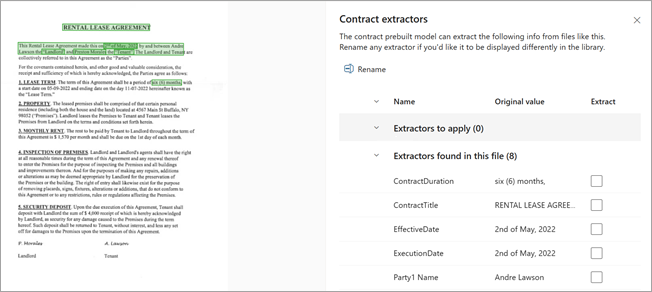 RENTAL LEASE AGREEMENT
This Rental Lease Agreement made this on 2nd of May, 2022 by and between Andre
Lawson the "Landlord" and Preston Morales the "Tenant". The Landlord and Tenant are
collectively referred to in this Agreement as the "Parties".
For the covenants contained herein, and other good and valuable consideration, the
receipt and sufficiency of which is hereby acknowledged, the Parties agree as follows:
1. LEASE TERM. The term of this Agreement shall be a period of six (6) months, with
a start date on 05-09-2022 and ending date on the day 11-07-2022 hereinafter known as
the "Lease Term."
2. PROPERTY. The leased premises shall be comprised of that certain personal
residence (including both the house and the land) located at 4567 Main St Buffalo, NY
98052 ("Premises"). Landlord leases the Premises to Tenant and Tenant leases the
Premises from Landlord on the terms and conditions set forth herein.
3. MONTHLY RENT. The rent to be paid by Tenant to Landlord throughout the term of
this Agreement is $ 1,570 per month and shall be due on the 1st day of each month.
4. INSPECTION OF PREMISES. Landlord and Landlord's agents shall have the right
at all reasonable times during the term of this Agreement and any renewal thereof
to enter the Premises for the purpose of inspecting the Premises and all buildings
and improvements thereon. And for the purposes of making any repairs, additions
or alterations as may be deemed appropriate by Landlord for the preservation of
the Premises or the building. The right of entry shall likewise exist for the purpose
of removing placards, signs, fixtures, alterations or additions, that do not conform to
this Agreement or to any restrictions, rules or regulations affecting the Premises.
5. SECURITY DEPOSIT. Upon the due execution of this Agreement, Tenant shall
deposit with Landlord the sum of $ 4,000 receipt of which is hereby acknowledged
by Landlord, as security for any damage caused to the Premises during the term
hereof. Such deposit shall be returned to Tenant, without interest, and less any set
off for damages to the Premises upon the termination of this Agreement.
P. Morales A. Lawson
Landlord Tenant
Contract extractors
The contract prebuilt model can extract the following info from files like this.
Rename any extractor if you'd like it to be displayed differently in the library.
Rename
Name Original value Extract
Extractors to apply (0)
Extractors found in this file (8)
ContractDuration six (6) months,
ContractTitle RENTAL LEASE AGREE...
EffectiveDate 2nd of May, 2022
ExecutionDate 2nd of May, 2022
Party1 Name Andre Lawson